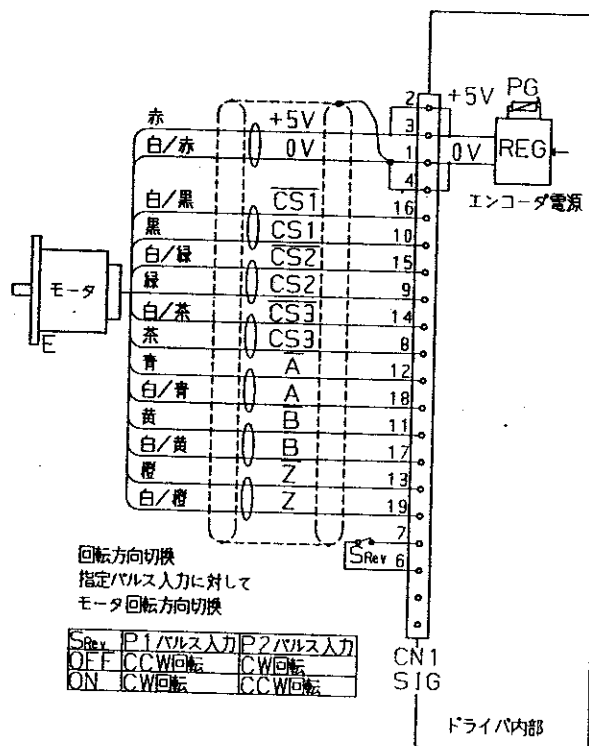 2 +5V PG
赤 +5V 3
白/赤 0V 1 0V REG
4
エンコーダ電源
白/黒 C̅S̅1̅ 16
黒 CS1 10
白/緑 C̅S̅2̅ 15
緑 CS2 9
白/茶 C̅S̅3̅ 14
茶 CS3 8
青 A̅ 12
白/青 A 18
黄 B̅ 11
白/黄 B 17
橙 Z̅ 13
白/橙 Z 19
モータ
E
7
SRev 6
回転方向切換
指定パルス入力に対して
モータ回転方向切換
SRev P1パルス入力 P2パルス入力
OFF CCW回転 CW回転
ON CW回転 CCW回転
CN1
SIG
ドライバ内部